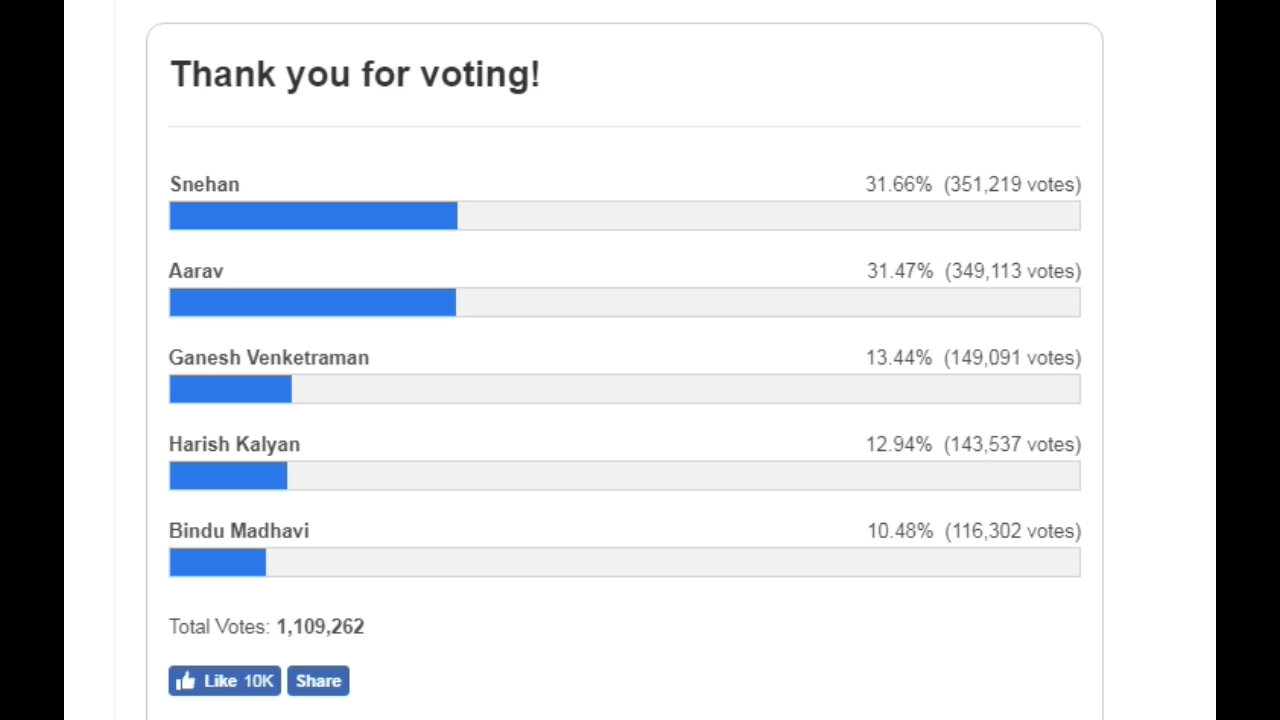 Thank you for voting!
Snehan 31.66% (351,219 votes)
Aarav 31.47% (349,113 votes)
Ganesh Venketraman 13.44% (149,091 votes)
Harish Kalyan 12.94% (143,537 votes)
Bindu Madhavi 10.48% (116,302 votes)
Total Votes: 1,109,262
Like 10K Share